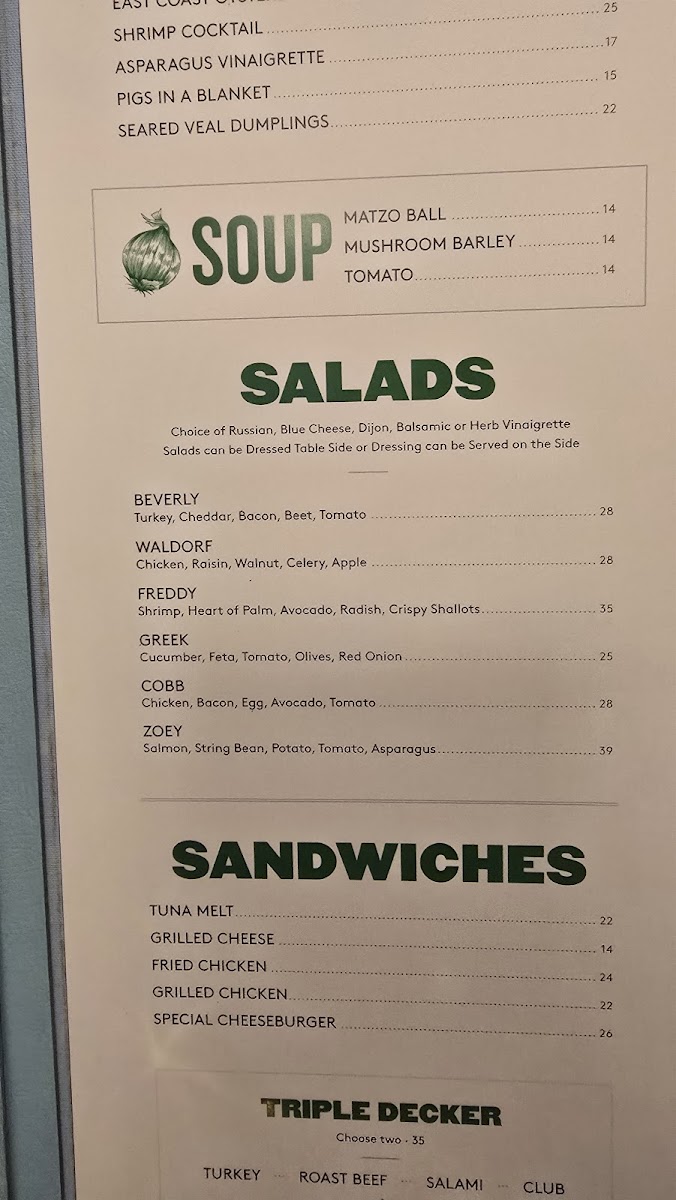 EAST COAST
SHRIMP COCKTAIL 25
ASPARAGUS VINAIGRETTE 17
PIGS IN A BLANKET 15
SEARED VEAL DUMPLINGS 22
SOUP
MATZO BALL 14
MUSHROOM BARLEY 14
TOMATO 14
SALADS
Choice of Russian, Blue Cheese, Dijon, Balsamic or Herb Vinaigrette
Salads can be Dressed Table Side or Dressing can be Served on the Side
BEVERLY
Turkey, Cheddar, Bacon, Beet, Tomato 28
WALDORF
Chicken, Raisin, Walnut, Celery, Apple 28
FREDDY
Shrimp, Heart of Palm, Avocado, Radish, Crispy Shallots 35
GREEK
Cucumber, Feta, Tomato, Olives, Red Onion 25
COBB
Chicken, Bacon, Egg, Avocado, Tomato 28
ZOEY
Salmon, String Bean, Potato, Tomato, Asparagus 39
SANDWICHES
TUNA MELT 22
GRILLED CHEESE 14
FRIED CHICKEN 24
GRILLED CHICKEN 22
SPECIAL CHEESEBURGER 26
TRIPLE DECKER
Choose two · 35
TURKEY ··· ROAST BEEF ··· SALAMI ··· CLUB